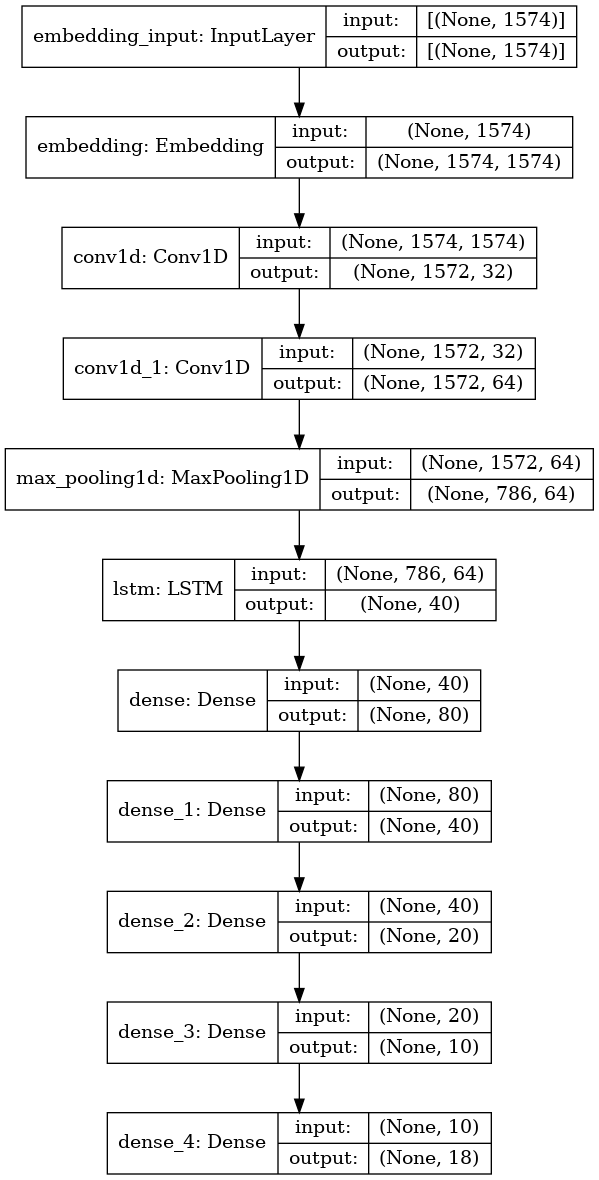 embedding_input: InputLayer
input: [(None, 1574)]
output: [(None, 1574)]
embedding: Embedding
input: (None, 1574)
output: (None, 1574, 1574)
conv1d: Conv1D
input: (None, 1574, 1574)
output: (None, 1572, 32)
conv1d_1: Conv1D
input: (None, 1572, 32)
output: (None, 1572, 64)
max_pooling1d: MaxPooling1D
input: (None, 1572, 64)
output: (None, 786, 64)
lstm: LSTM
input: (None, 786, 64)
output: (None, 40)
dense: Dense
input: (None, 40)
output: (None, 80)
dense_1: Dense
input: (None, 80)
output: (None, 40)
dense_2: Dense
input: (None, 40)
output: (None, 20)
dense_3: Dense
input: (None, 20)
output: (None, 10)
dense_4: Dense
input: (None, 10)
output: (None, 18)